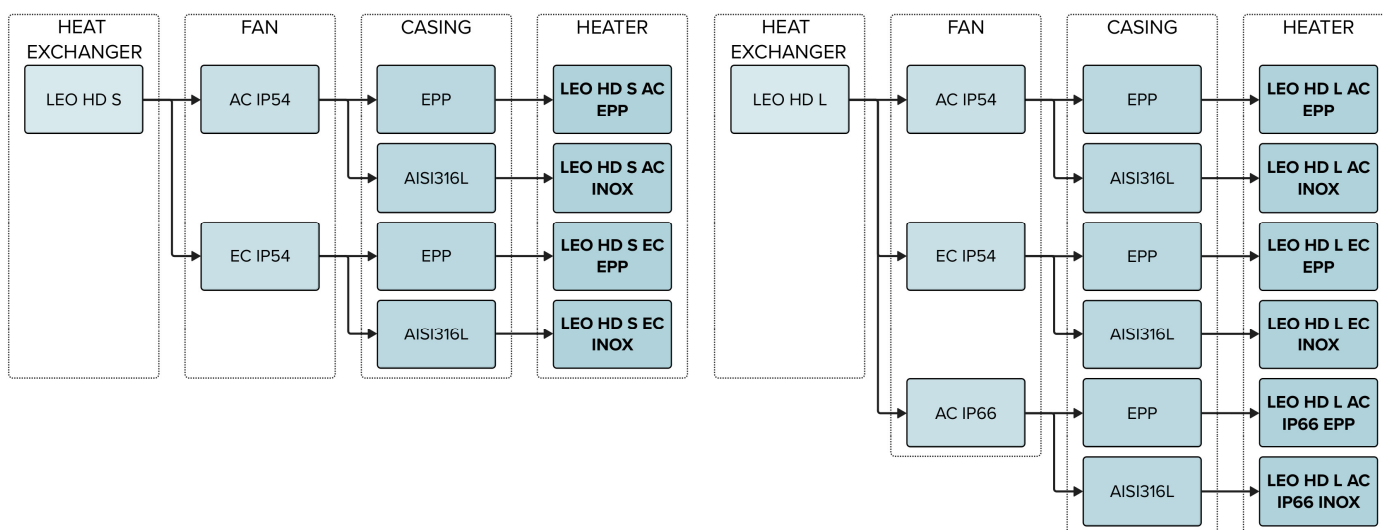 HEAT
EXCHANGER
FAN
CASING
HEATER
LEO HD S
AC IP54
EPP
LEO HD S AC
EPP
AISI316L
LEO HD S AC
INOX
EC IP54
EPP
LEO HD S EC
EPP
AISI316L
LEO HD S EC
INOX
HEAT
EXCHANGER
FAN
CASING
HEATER
LEO HD L
AC IP54
EPP
LEO HD L AC
EPP
AISI316L
LEO HD L AC
INOX
EC IP54
EPP
LEO HD L EC
EPP
AISI316L
LEO HD L EC
INOX
AC IP66
EPP
LEO HD L AC
IP66 EPP
AISI316L
LEO HD L AC
IP66 INOX